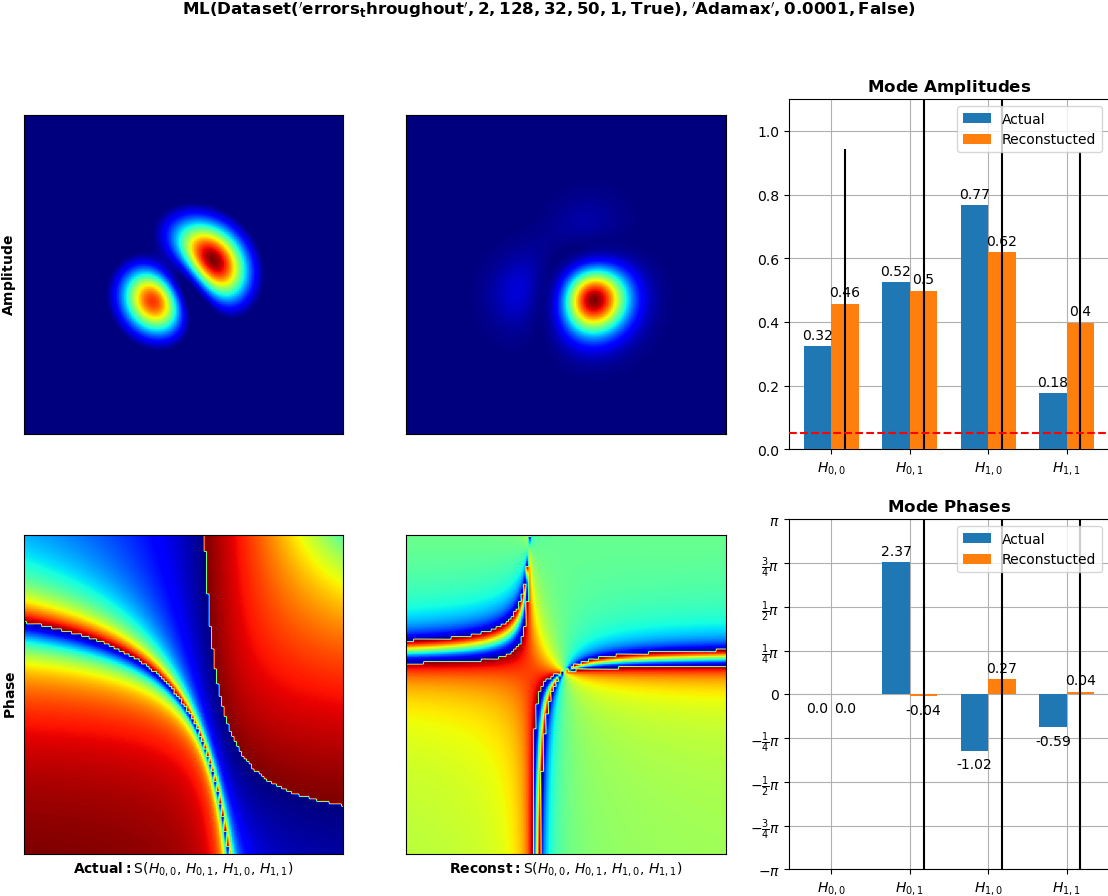 ML(Dataset('errors_throughout', 2, 128, 32, 50, 1, True), 'Adamax', 0.0001, False)
Amplitude
Mode Amplitudes
Actual
Reconstucted
1.0
0.8
0.6
0.4
0.2
0.0
0.32
0.46
0.52
0.5
0.77
0.62
0.18
0.4
H0,0
H0,1
H1,0
H1,1
Phase
Actual: S(H0,0, H0,1, H1,0, H1,1)
Reconst: S(H0,0, H0,1, H1,0, H1,1)
Mode Phases
Actual
Reconstucted
π
3/4π
1/2π
1/4π
0
−1/4π
−1/2π
−3/4π
−π
0.0
0.0
2.37
-0.04
-1.02
0.27
-0.59
0.04
H0,0
H0,1
H1,0
H1,1